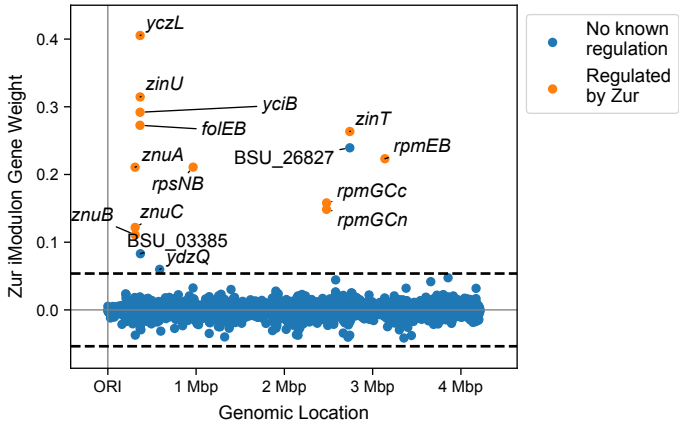 yczL
No known
regulation
Regulated
by Zur
0.4
zinU
0.3
yciB
zinT
folEB
BSU_26827
rpmEB
znuA
0.2
rpsNB
rpmGCc
znuB
znuC
rpmGCn
0.1
BSU_03385
ydzQ
0.0
Zur iModulon Gene Weight
ORI
1 Mbp
2 Mbp
3 Mbp
4 Mbp
Genomic Location